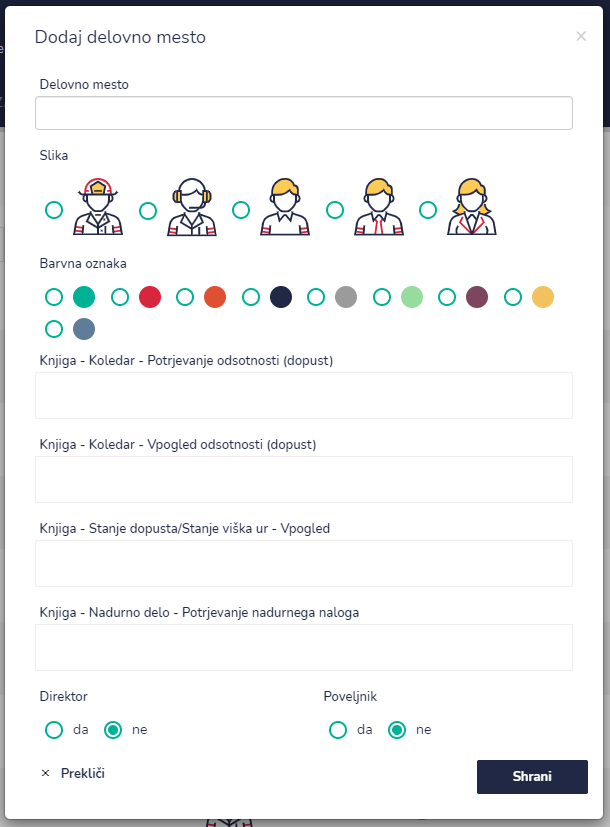 Dodaj delovno mesto
Delovno mesto
Slika
Barvna oznaka
Knjiga - Koledar - Potrjevanje odsotnosti (dopust)
Knjiga - Koledar - Vpogled odsotnosti (dopust)
Knjiga - Stanje dopusta/Stanje viška ur - Vpogled
Knjiga - Nadurno delo - Potrjevanje nadurnega naloga
Direktor Poveljnik
da ne da ne
× Prekliči Shrani